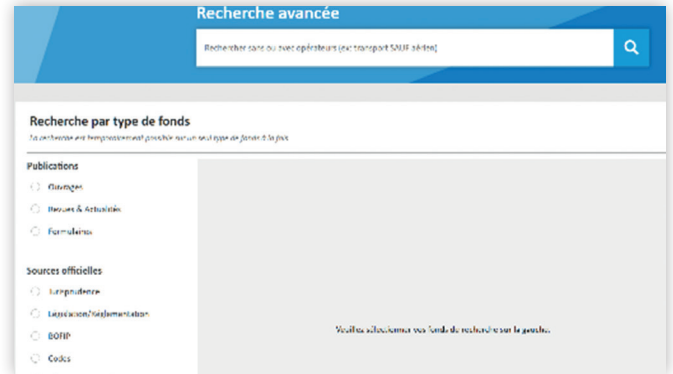 Recherche avancée
Rechercher sans ou avec opérateurs (ex: transport SAUF aérien)
Recherche par type de fonds
La recherche est temporairement possible sur un seul type de fonds à la fois.
Publications
Ouvrages
Revues & Actualités
Formulaires
Sources officielles
Jurisprudence
Législation/Réglementation
BOFIP
Codes
Veuillez sélectionner vos fonds de recherche sur la gauche.